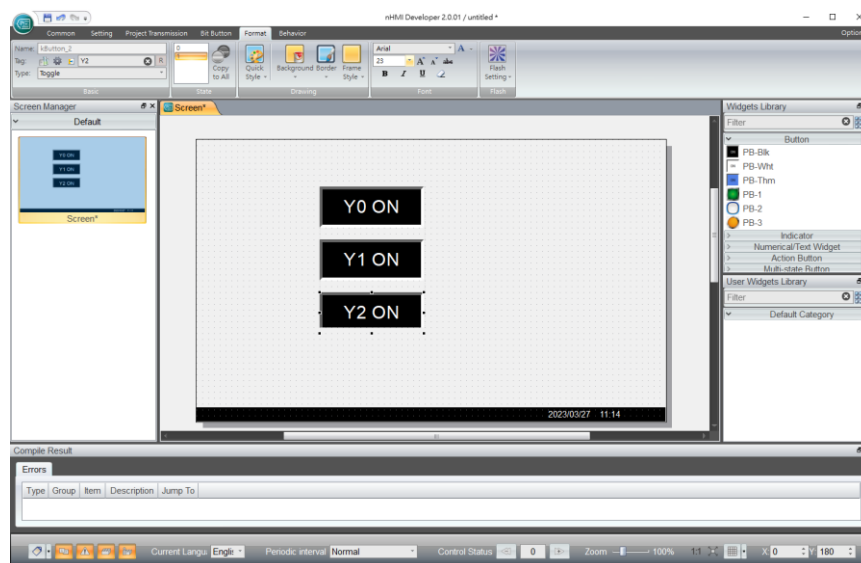 nHMI Developer 2.0.01 / untitled *
Common Setting Project Transmission Bit Button Format Behavior Option
Name: kButton_2
Tag: Y2 R
Type: Toggle
Basic
0
State
Copy to All
Quick Style
Background
Border
Frame Style
Drawing
Arial
23
A
B I U
Font
Flash Setting
Flash
Screen Manager
Default
Y0 ON
Y1 ON
Y2 ON
Screen*
Screen*
Y0 ON
Y1 ON
Y2 ON
2023/03/27 11:14
Widgets Library
Filter
Button
PB-Blk
PB-Wht
PB-Thm
PB-1
PB-2
PB-3
Indicator
Numerical/Text Widget
Action Button
Multi-state Button
User Widgets Library
Filter
Default Category
Compile Result
Errors
Type Group Item Description Jump To
Current Langui Englis Periodic interval Normal Control Status 0 Zoom 100% 1:1 X 0 Y 180